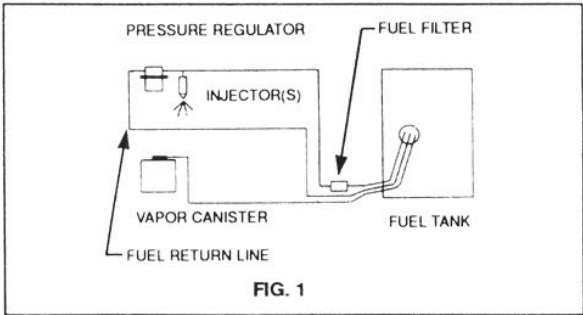 PRESSURE REGULATOR
FUEL FILTER
INJECTOR(S)
VAPOR CANISTER
FUEL TANK
FUEL RETURN LINE
FIG. 1